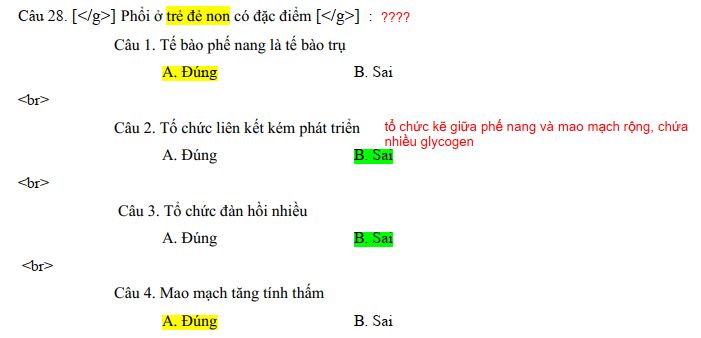 Câu 28. [</g>] Phổi ở trẻ đẻ non có đặc điểm [</g>] : ????
Câu 1. Tế bào phế nang là tế bào trụ
A. Đúng B. Sai
<br>
Câu 2. Tố chức liên kết kém phát triển tổ chức kẽ giữa phế nang và mao mạch rộng, chứa
nhiều glycogen
A. Đúng B. Sai
<br>
Câu 3. Tổ chức đàn hồi nhiều
A. Đúng B. Sai
<br>
Câu 4. Mao mạch tăng tính thấm
A. Đúng B. Sai